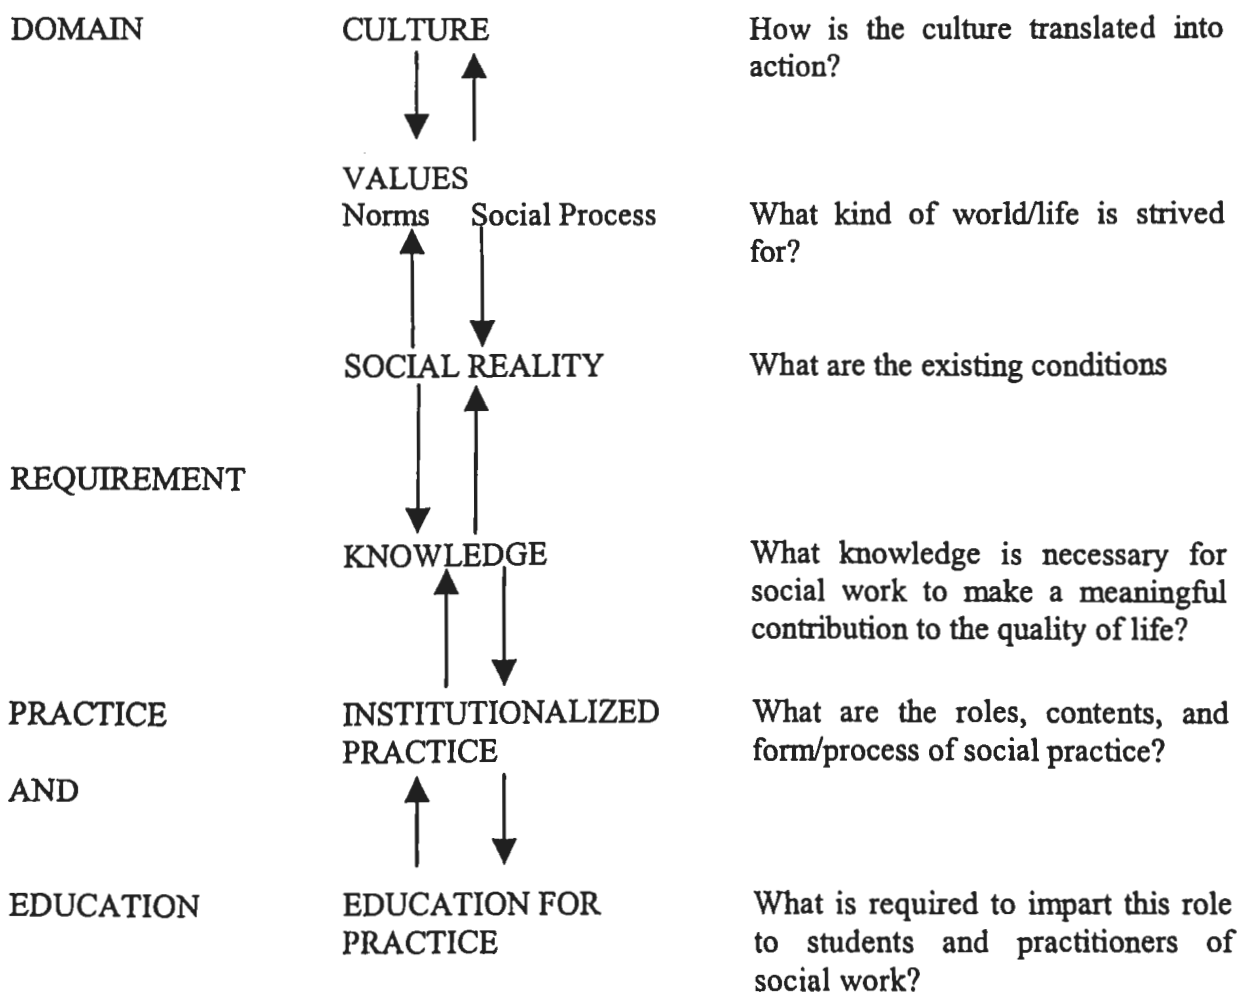 DOMAIN CULTURE How is the culture translated into
action?
VALUES
Norms Social Process What kind of world/life is strived
for?
SOCIAL REALITY What are the existing conditions
REQUIREMENT
KNOWLEDGE What knowledge is necessary for
social work to make a meaningful
contribution to the quality of life?
PRACTICE INSTITUTIONALIZED What are the roles, contents, and
PRACTICE form/process of social practice?
AND
EDUCATION EDUCATION FOR What is required to impart this role
PRACTICE to students and practitioners of
social work?